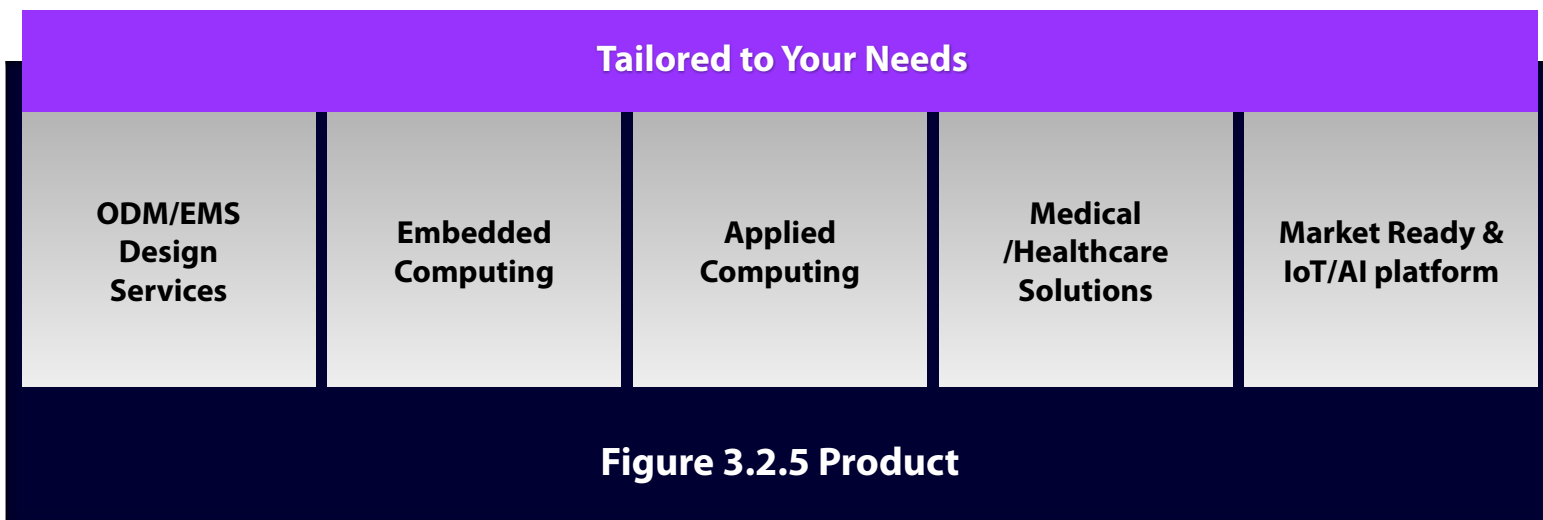 Tailored to Your Needs
ODM/EMS
Design
Services
Embedded
Computing
Applied
Computing
Medical
/Healthcare
Solutions
Market Ready &
IoT/AI platform
Figure 3.2.5 Product